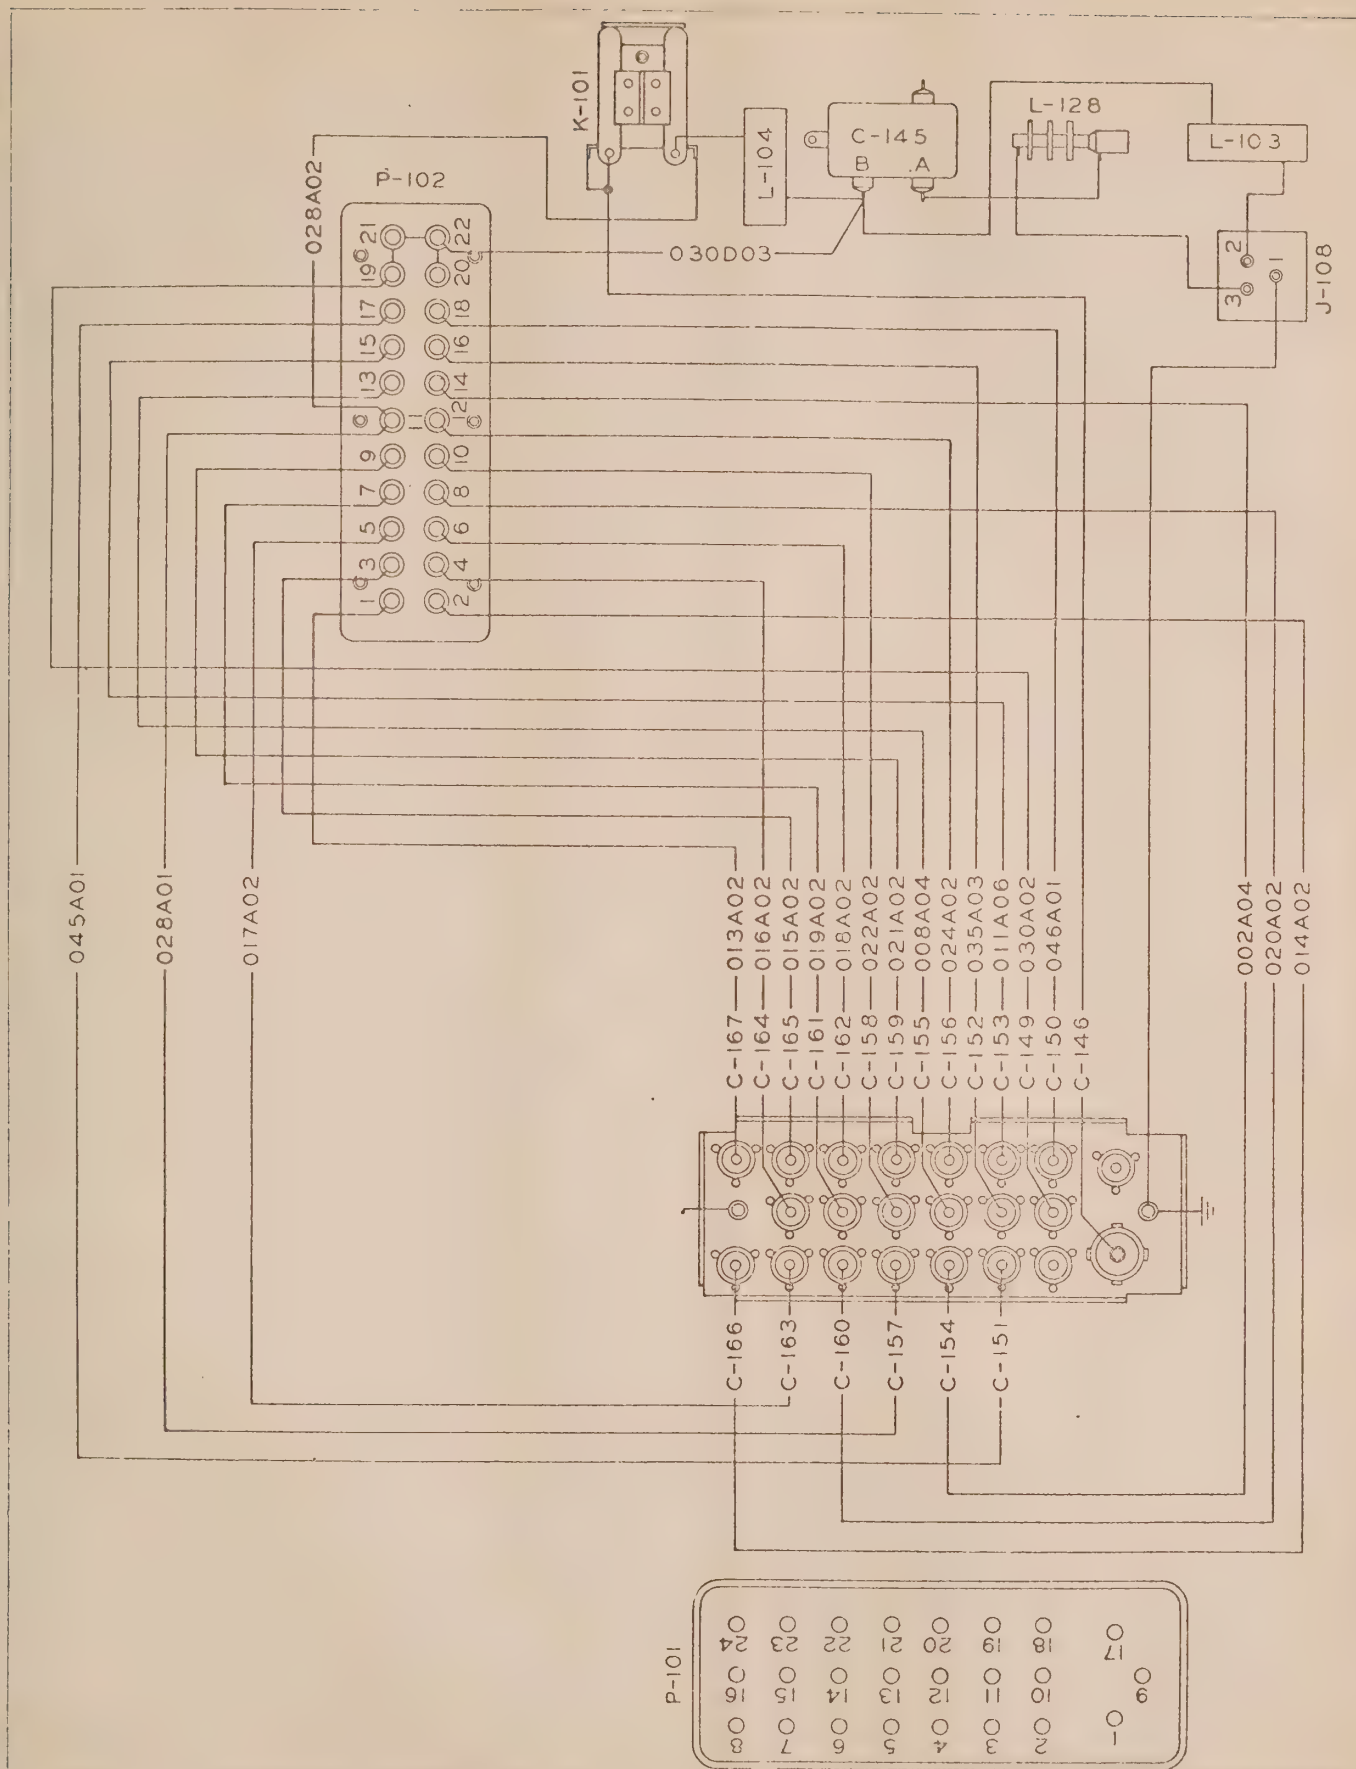 K-101
L-104
C-145
B
A
L-128
L-103
J-108
2
1
3
P-102
028A02
030D03
21
22
19
20
17
18
15
16
13
14
12
9
10
7
8
5
6
3
4
1
2
045A01
028A01
017A02
C-167—013A02
C-164—016A02
C-165—015A02
C-161—019A02
C-162—018A02
C-158—022A02
C-159—021A02
C-155—008A04
C-156—024A02
C-152—035A03
C-153—011A06
C-149—030A02
C-150—046A01
C-146
002A04
020A02
014A02
C-166
C-163
C-160
C-157
C-154
C-151
P-101
24
23
22
21
20
19
18
17
16
15
14
13
12
11
10
9
8
7
6
5
4
3
2
1